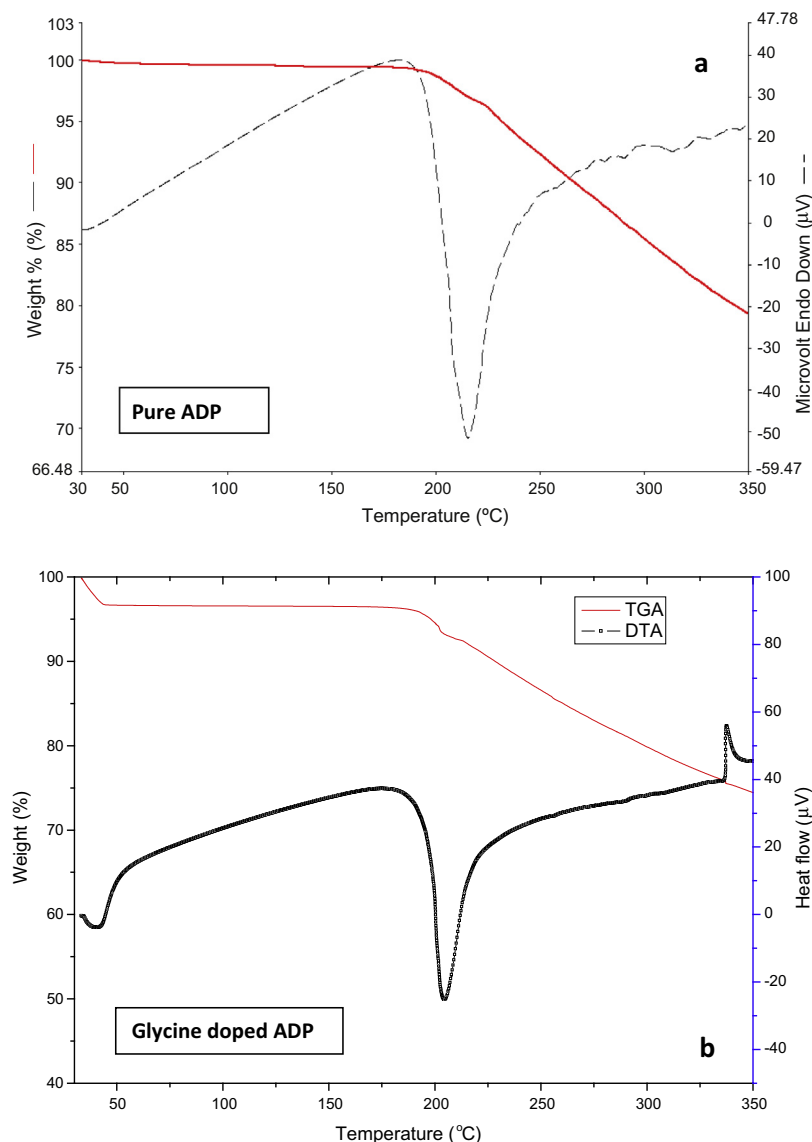 103
100
95
90
85
80
75
70
66.48
Weight % (%)
a
47.78
40
30
20
10
0
-10
-20
-30
-40
-50
-59.47
Microvolt Endo Down (µV)
Pure ADP
30 50 100 150 200 250 300 350
Temperature (ºC)
100
90
80
70
60
50
40
Weight (%)
TGA
DTA
100
80
60
40
20
0
-20
-40
Heat flow (µV)
Glycine doped ADP
b
50 100 150 200 250 300 350
Temperature (°C)